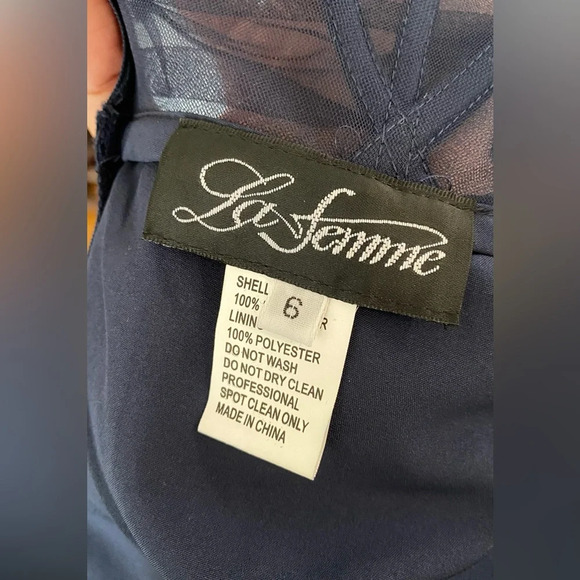 La Femme
6
SHELL
100%
LINING
100% POLYESTER
DO NOT WASH
DO NOT DRY CLEAN
PROFESSIONAL
SPOT CLEAN ONLY
MADE IN CHINA